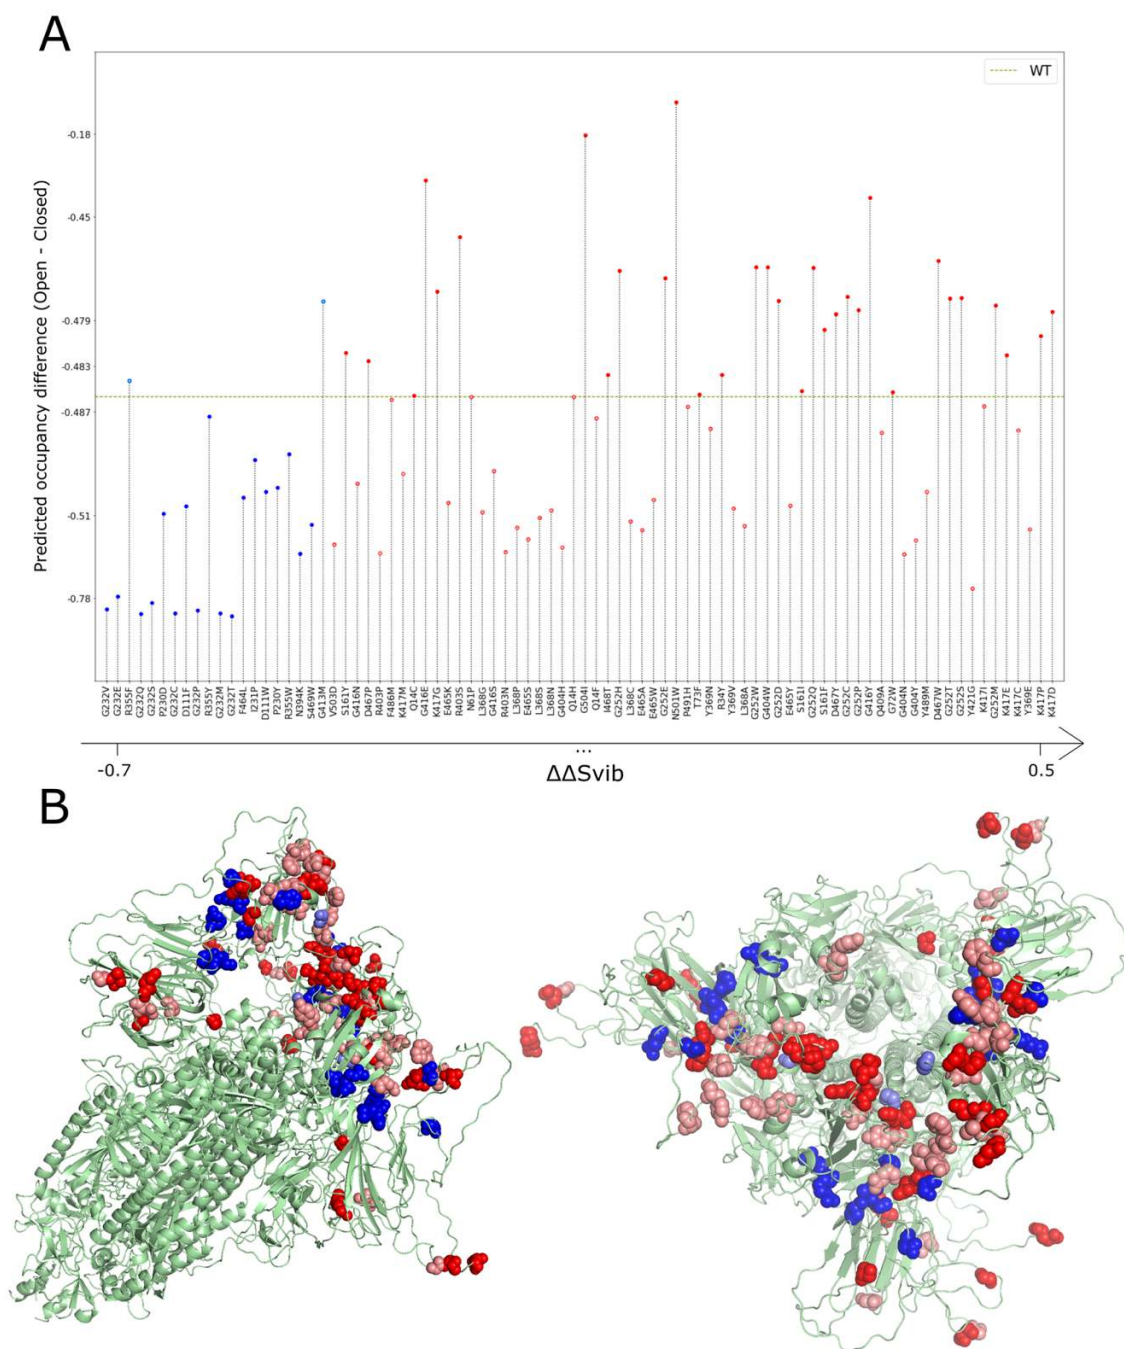 A
WT
Predicted occupancy difference (Open - Closed)
-0.18
-0.45
-0.479
-0.483
-0.487
-0.51
-0.78
G232V
G232E
R355F
G232Q
G232S
P230D
G232C
D111F
G232P
R355Y
G232M
G232T
F464L
I231P
D111W
P230Y
R355W
N394K
S469W
G413M
V503D
S161Y
G416N
D467P
R403P
F486M
K417M
Q14C
G416E
K417G
E465K
R403S
N61P
L368G
G416S
R403N
L368P
E465S
L368S
L368N
G404H
Q14H
G504I
Q14F
I468T
G252H
L368C
E465A
E465W
G252E
N501W
P491H
T73F
Y369N
R34Y
Y369V
L368A
G252W
G404W
G252D
E465Y
S161I
G252Q
S161F
D467Y
G252C
G252P
G416Y
Q409A
G72W
G404N
G404Y
Y489M
D467W
G252T
G252S
Y421G
K417I
G252M
K417E
K417C
Y369E
K417P
K417D
-0.7
...
0.5
ΔΔSvib
B